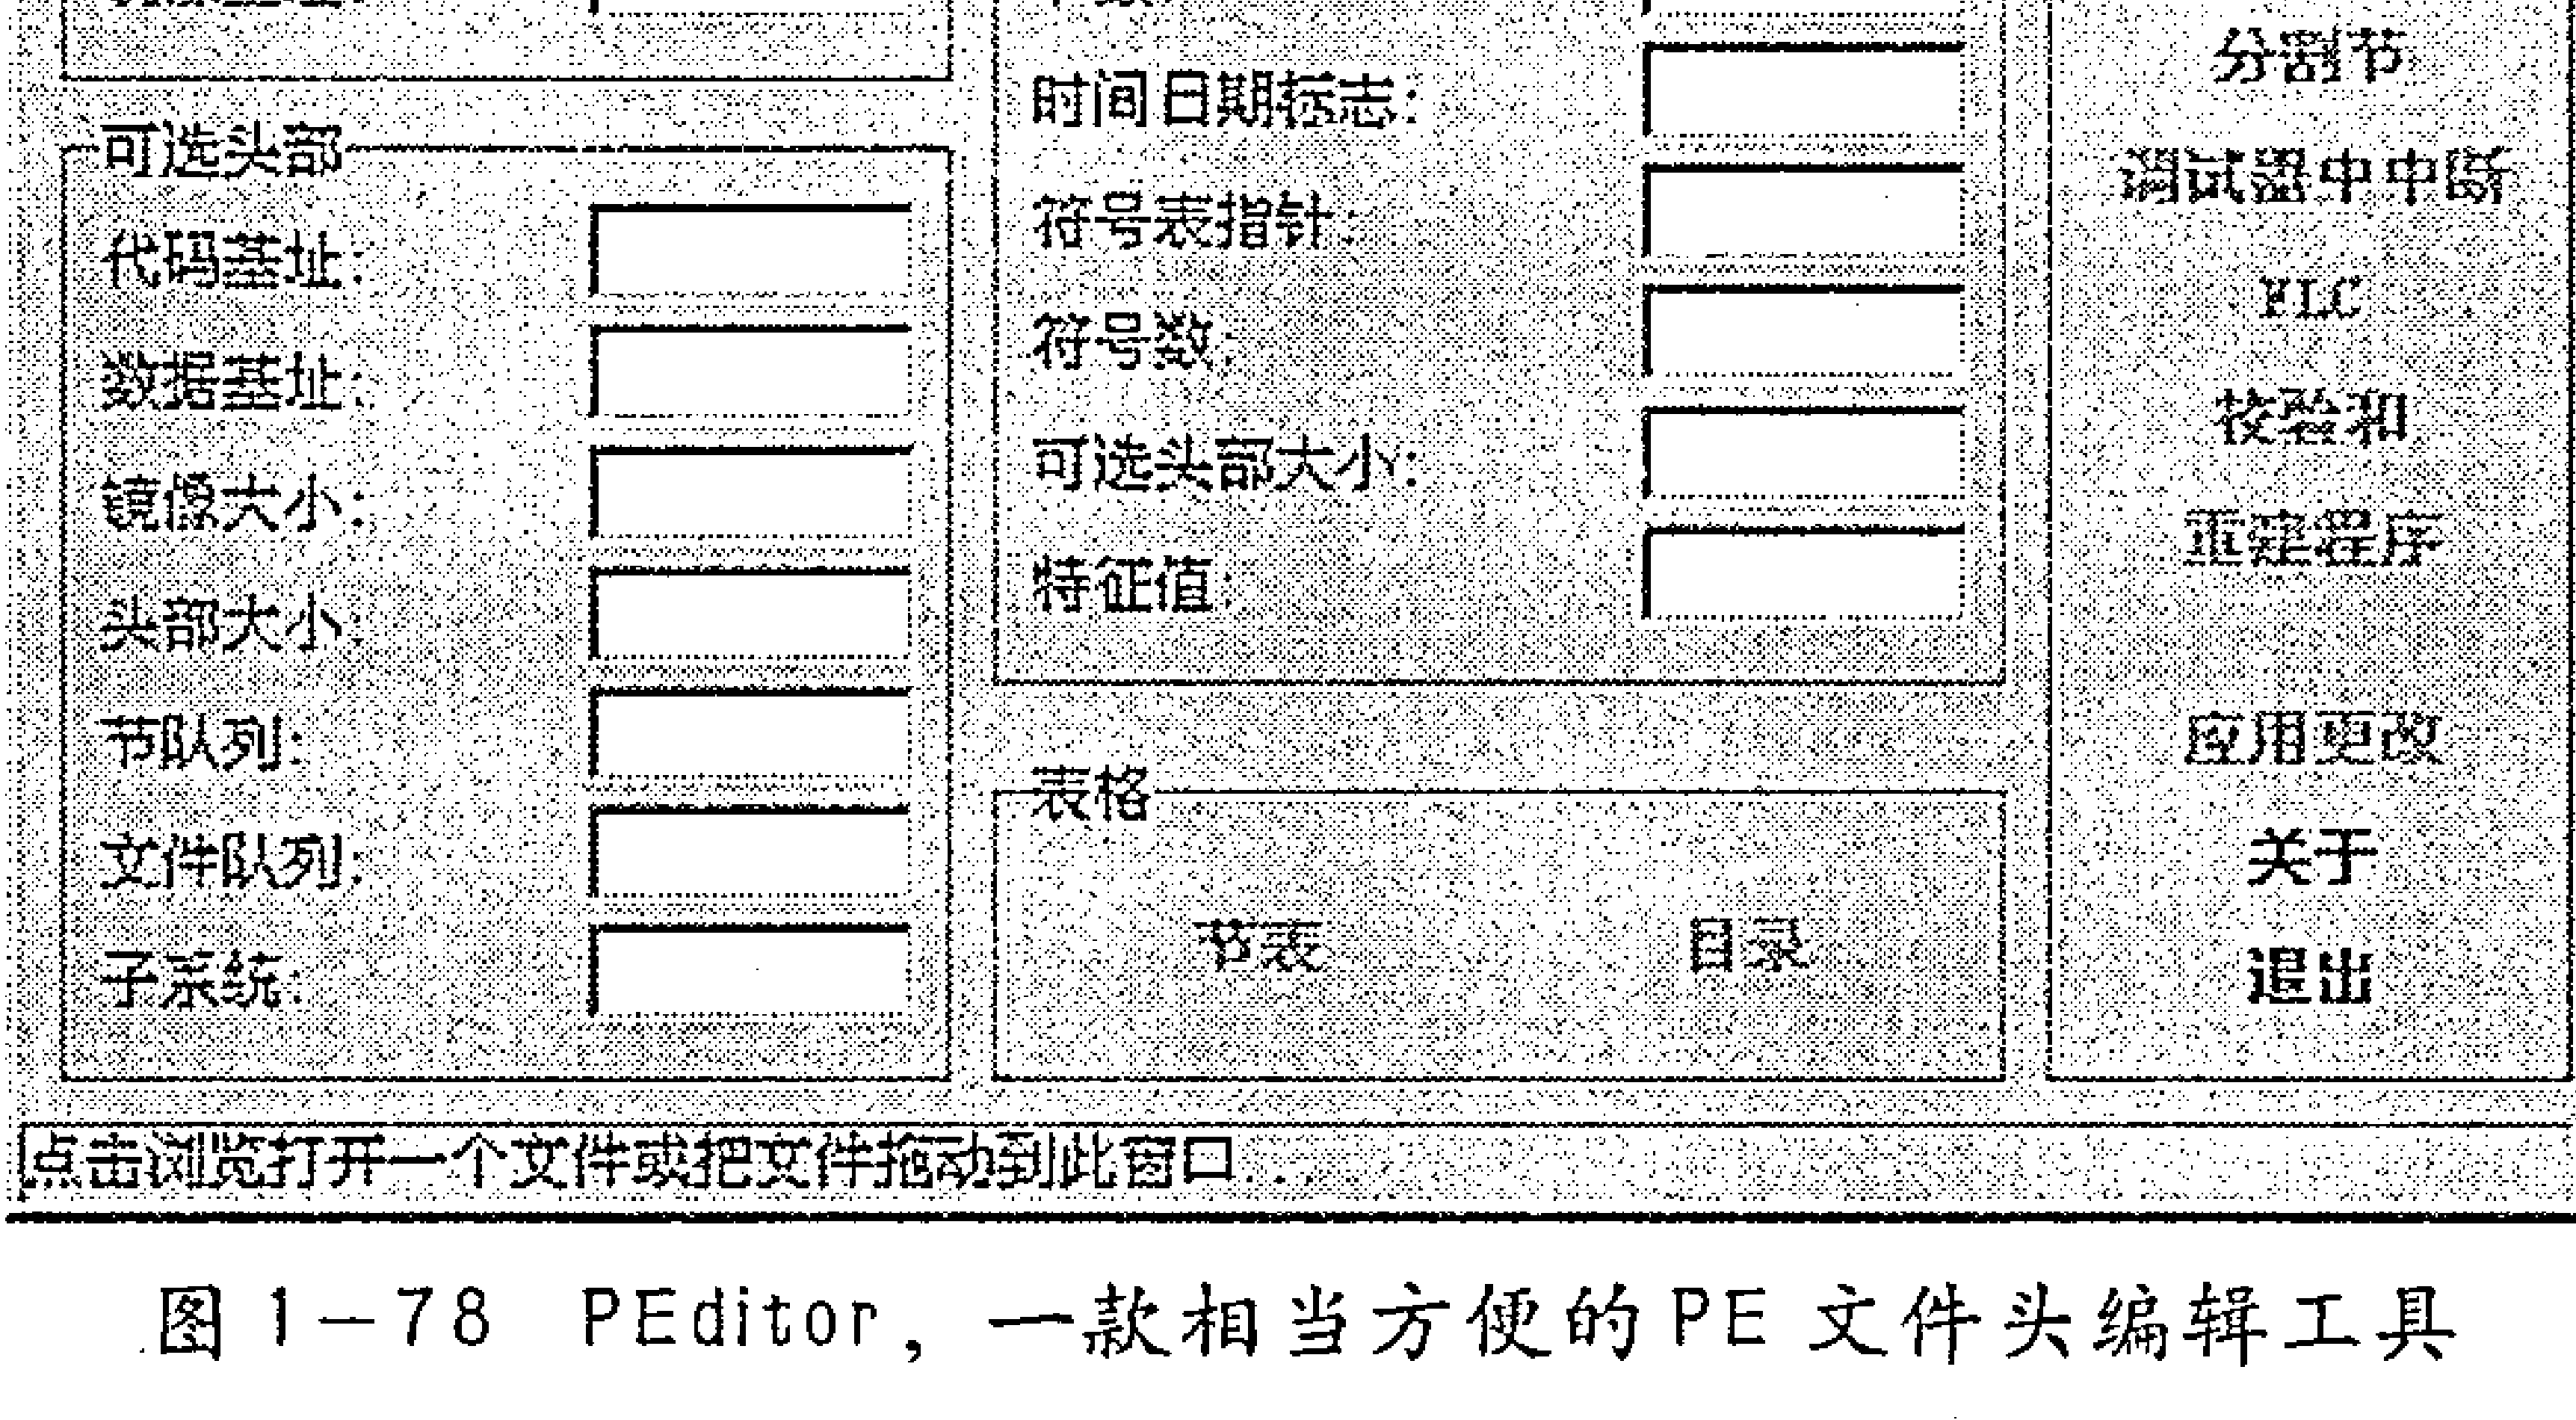 可选头部
代码基址:
数据基址:
镜像大小:
头部大小:
节队列:
文件队列:
子系统:
时间日期标志:
符号表指针:
符号数:
可选头部大小:
特征值:
表格
节表 目录
分割节
调试器中中断
FLC
校验和
重建程序
应用更改
关于
退出
点击浏览打开一个文件或把文件拖动到此窗口...
图1-78 PEditor，一款相当方便的PE文件头编辑工具